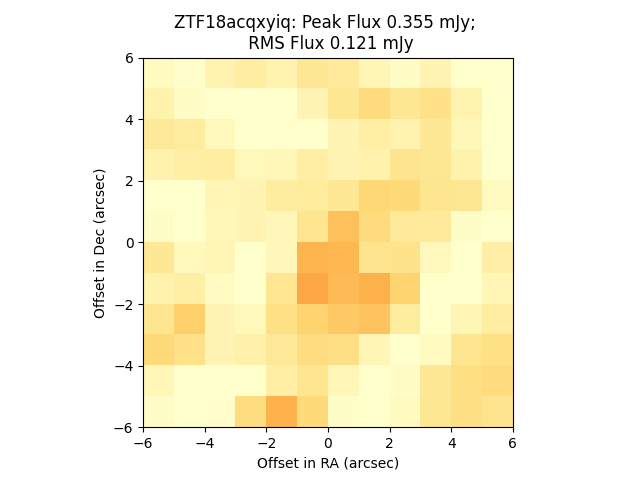 ZTF18acqxyiq: Peak Flux 0.355 mJy;
RMS Flux 0.121 mJy
6
4
2
0
−2
−4
−6
Offset in Dec (arcsec)
−6 −4 −2 0 2 4 6
Offset in RA (arcsec)